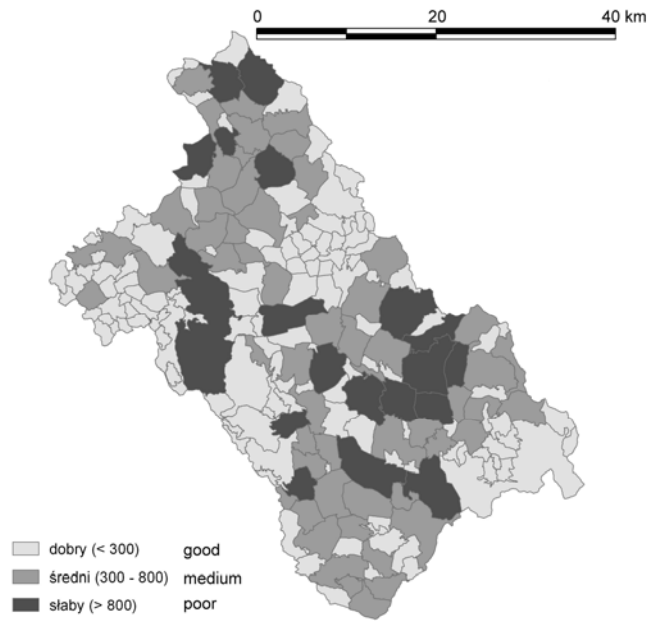 0 20 40 km
dobry (< 300) good
średni (300 - 800) medium
słaby (> 800) poor